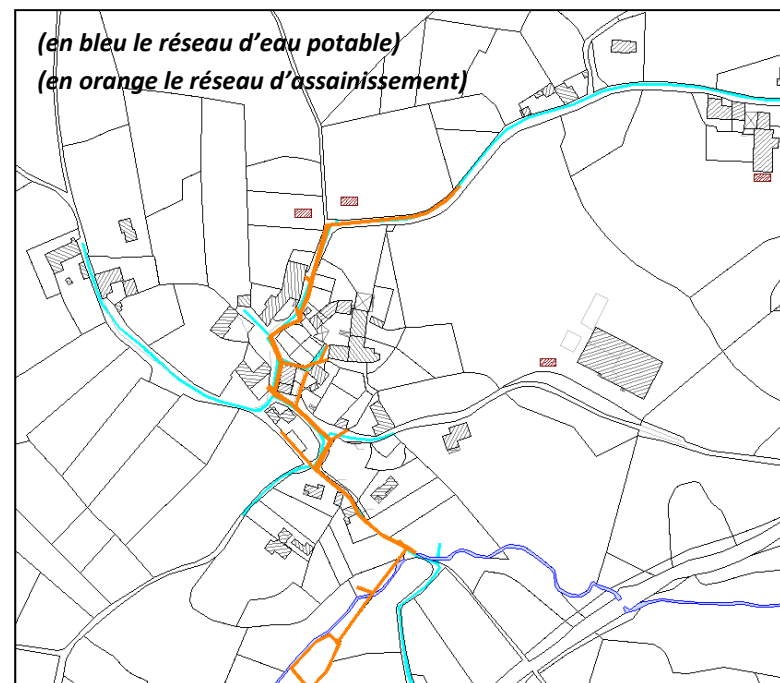 (en bleu le réseau d’eau potable)
(en orange le réseau d’assainissement)